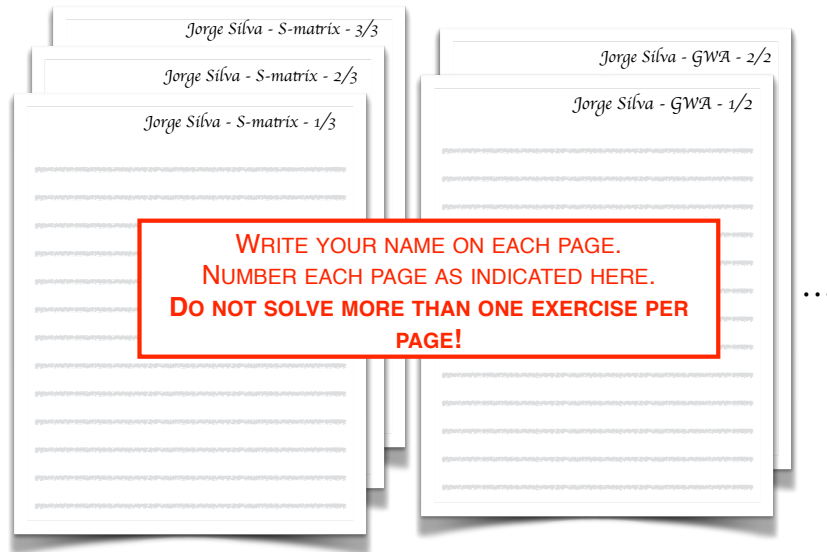 Jorge Silva - S-matrix - 3/3
Jorge Silva - S-matrix - 2/3
Jorge Silva - S-matrix - 1/3
Jorge Silva - GWA - 2/2
Jorge Silva - GWA - 1/2
WRITE YOUR NAME ON EACH PAGE.
NUMBER EACH PAGE AS INDICATED HERE.
DO NOT SOLVE MORE THAN ONE EXERCISE PER
PAGE!
...